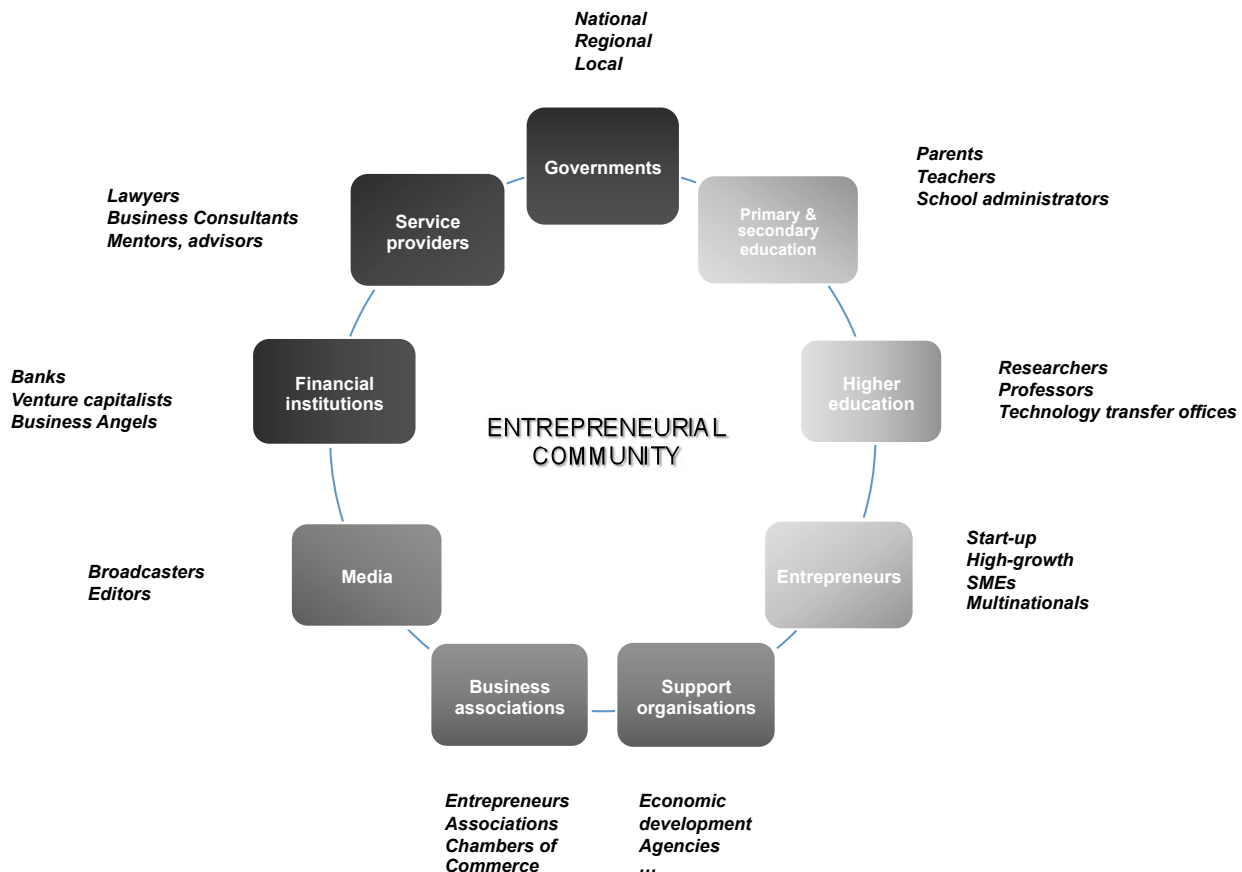 National
Regional
Local
Governments
Parents
Teachers
School administrators
Primary &
secondary
education
Researchers
Professors
Technology transfer offices
Higher
education
Start-up
High-growth
SMEs
Multinationals
Entrepreneurs
Support
organisations
Economic
development
Agencies
...
Business
associations
Entrepreneurs
Associations
Chambers of
Commerce
Media
Broadcasters
Editors
Financial
institutions
Banks
Venture capitalists
Business Angels
Service
providers
Lawyers
Business Consultants
Mentors, advisors
ENTREPRENEURIAL
COMMUNITY